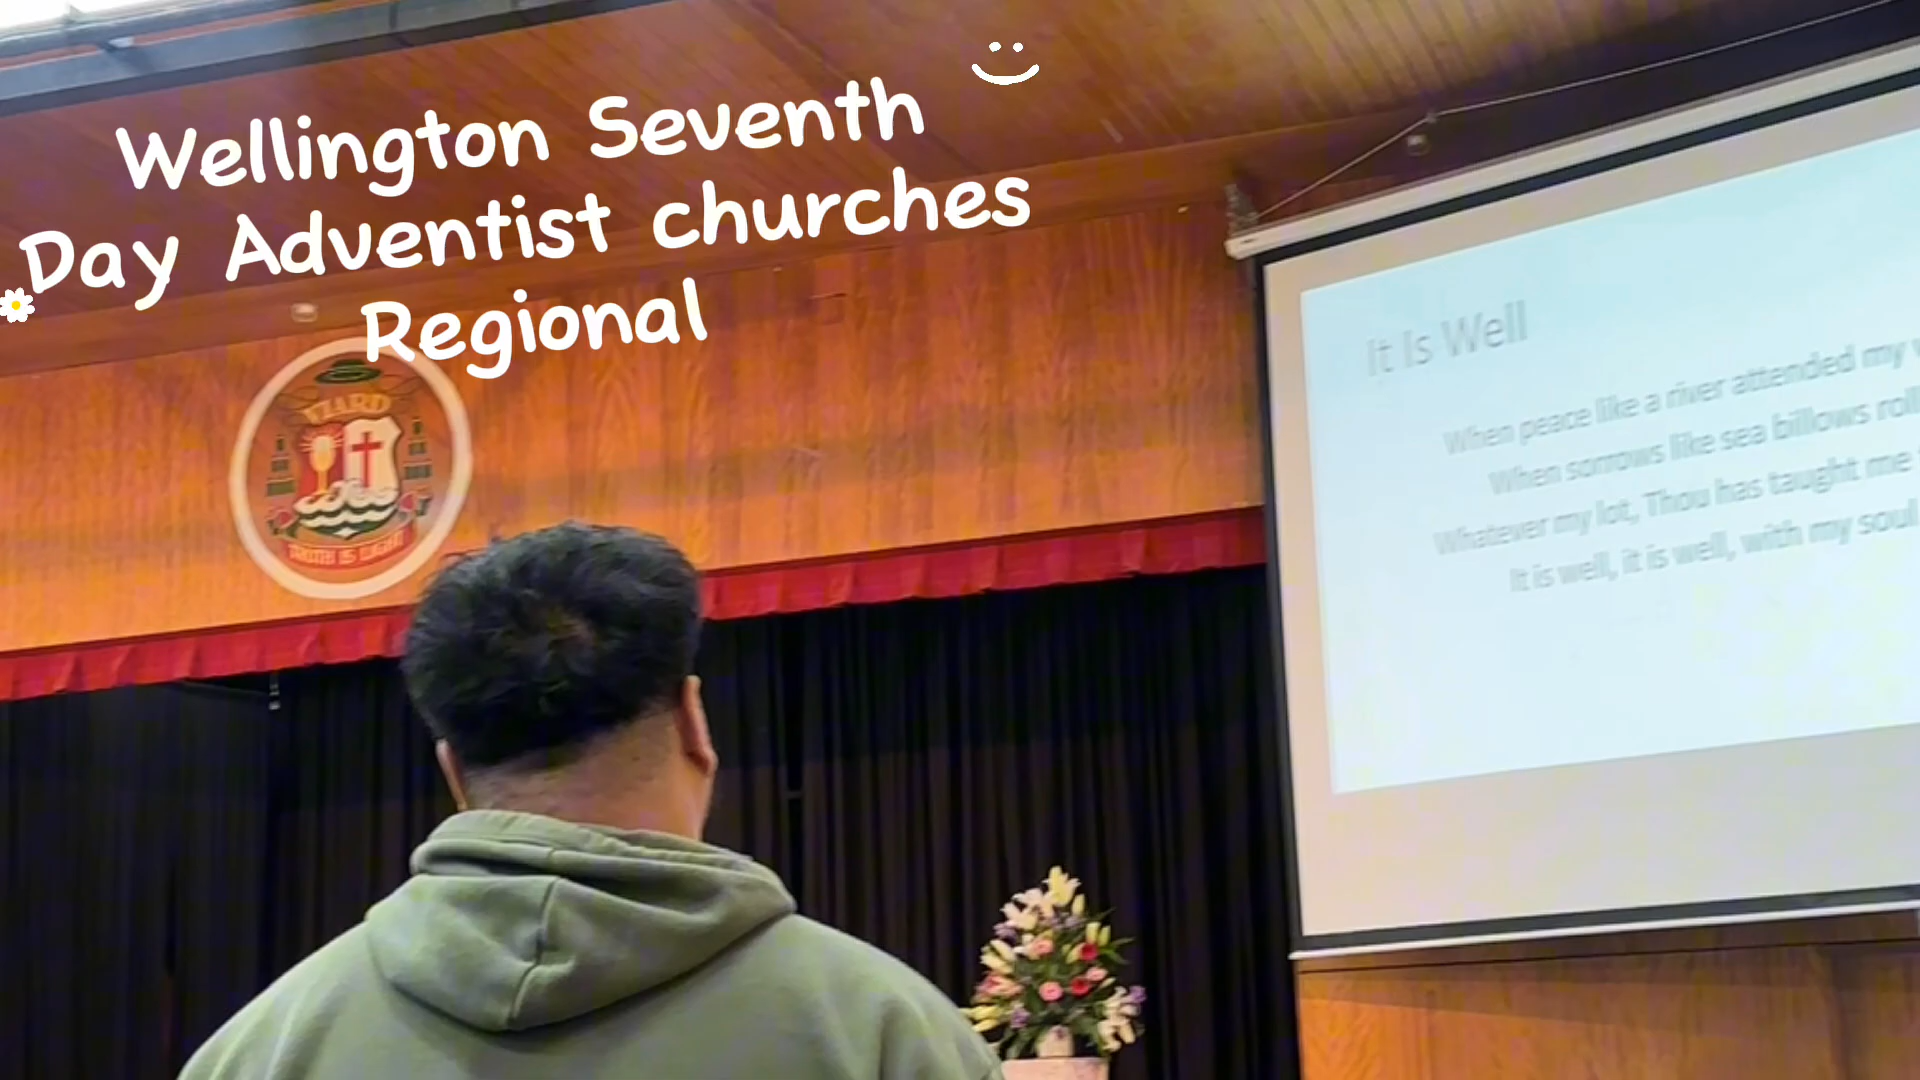 Wellington Seventh
Day Adventist churches
Regional
VIARD
TRUTH IS LIGHT
It Is Well
When peace like a river attended my
When sorrows like sea billows roll
Whatever my lot, Thou has taught me
It is well, it is well, with my soul